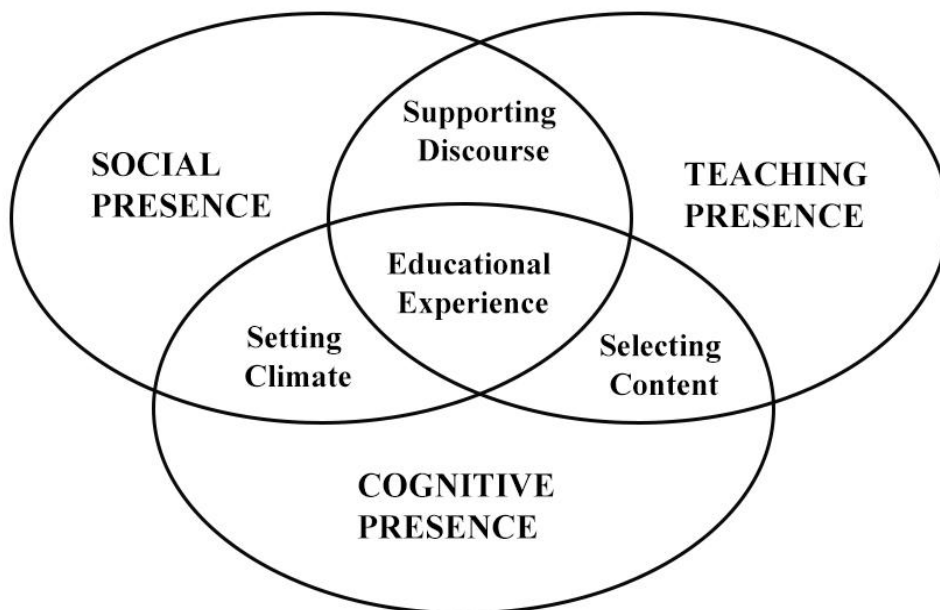 Supporting
Discourse
SOCIAL
PRESENCE
TEACHING
PRESENCE
Educational
Experience
Setting
Climate
Selecting
Content
COGNITIVE
PRESENCE